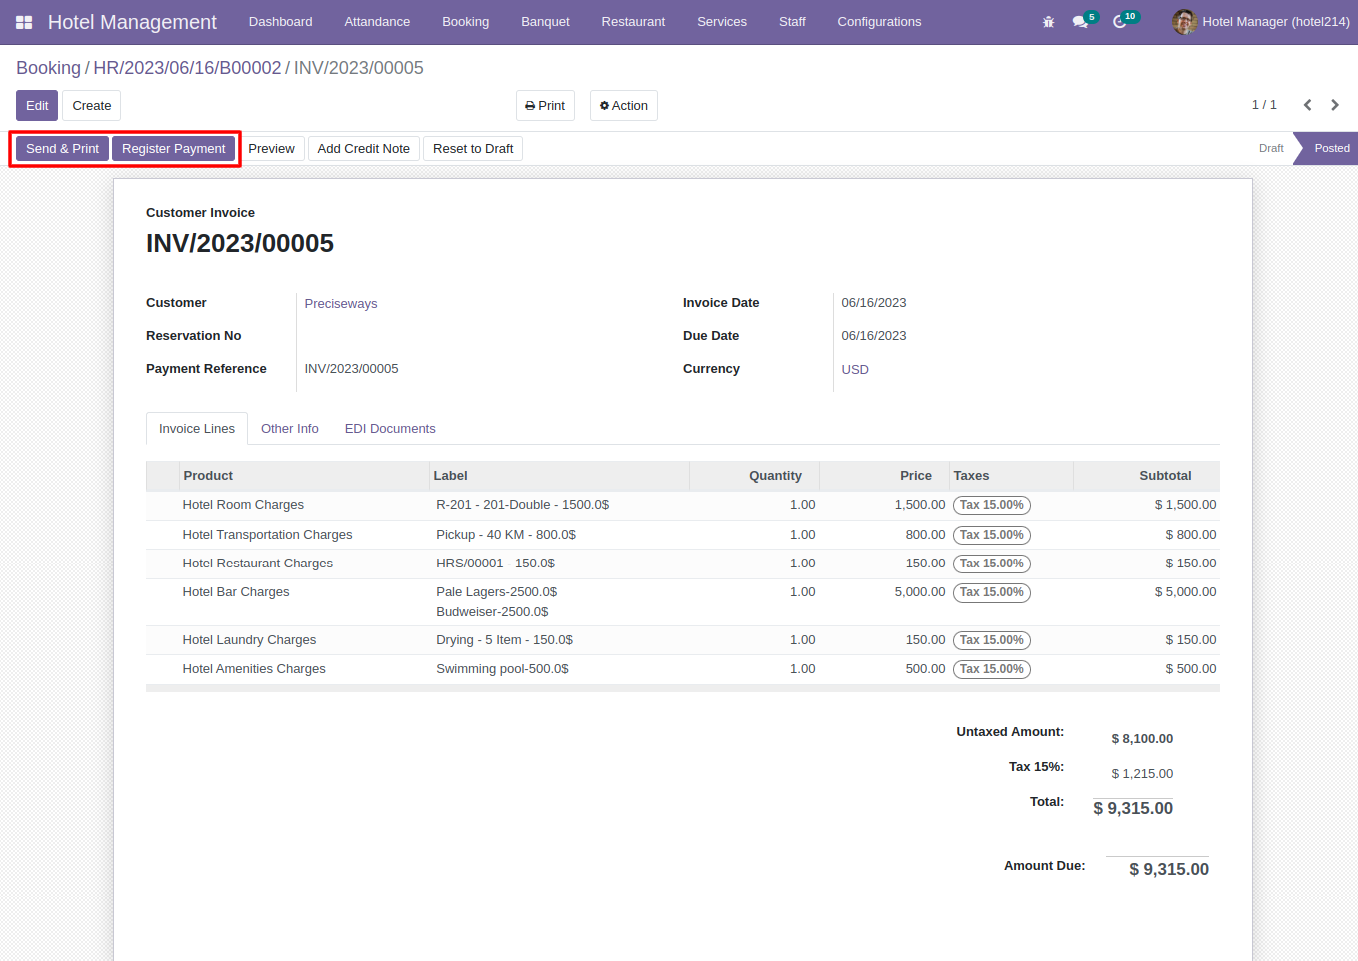 Hotel Management Dashboard Attendance Booking Banquet Restaurant Services Staff Configurations 5 10 Hotel Manager (hotel214)
Booking / HR/2023/06/16/B00002 / INV/2023/00005
Edit Create Print Action 1 / 1
Send & Print Register Payment Preview Add Credit Note Reset to Draft Draft Posted
Customer Invoice
INV/2023/00005
Customer Preciseways Invoice Date 06/16/2023
Reservation No Due Date 06/16/2023
Payment Reference INV/2023/00005 Currency USD
Invoice Lines Other Info EDI Documents
Product Label Quantity Price Taxes Subtotal
Hotel Room Charges R-201 - 201-Double - 1500.0$ 1.00 1,500.00 Tax 15.00% $ 1,500.00
Hotel Transportation Charges Pickup - 40 KM - 800.0$ 1.00 800.00 Tax 15.00% $ 800.00
Hotel Restaurant Charges HRS/00001 - 150.0$ 1.00 150.00 Tax 15.00% $ 150.00
Hotel Bar Charges Pale Lagers-2500.0$ 1.00 5,000.00 Tax 15.00% $ 5,000.00
Budweiser-2500.0$
Hotel Laundry Charges Drying - 5 Item - 150.0$ 1.00 150.00 Tax 15.00% $ 150.00
Hotel Amenities Charges Swimming pool-500.0$ 1.00 500.00 Tax 15.00% $ 500.00
Untaxed Amount: $ 8,100.00
Tax 15%: $ 1,215.00
Total: $ 9,315.00
Amount Due: $ 9,315.00